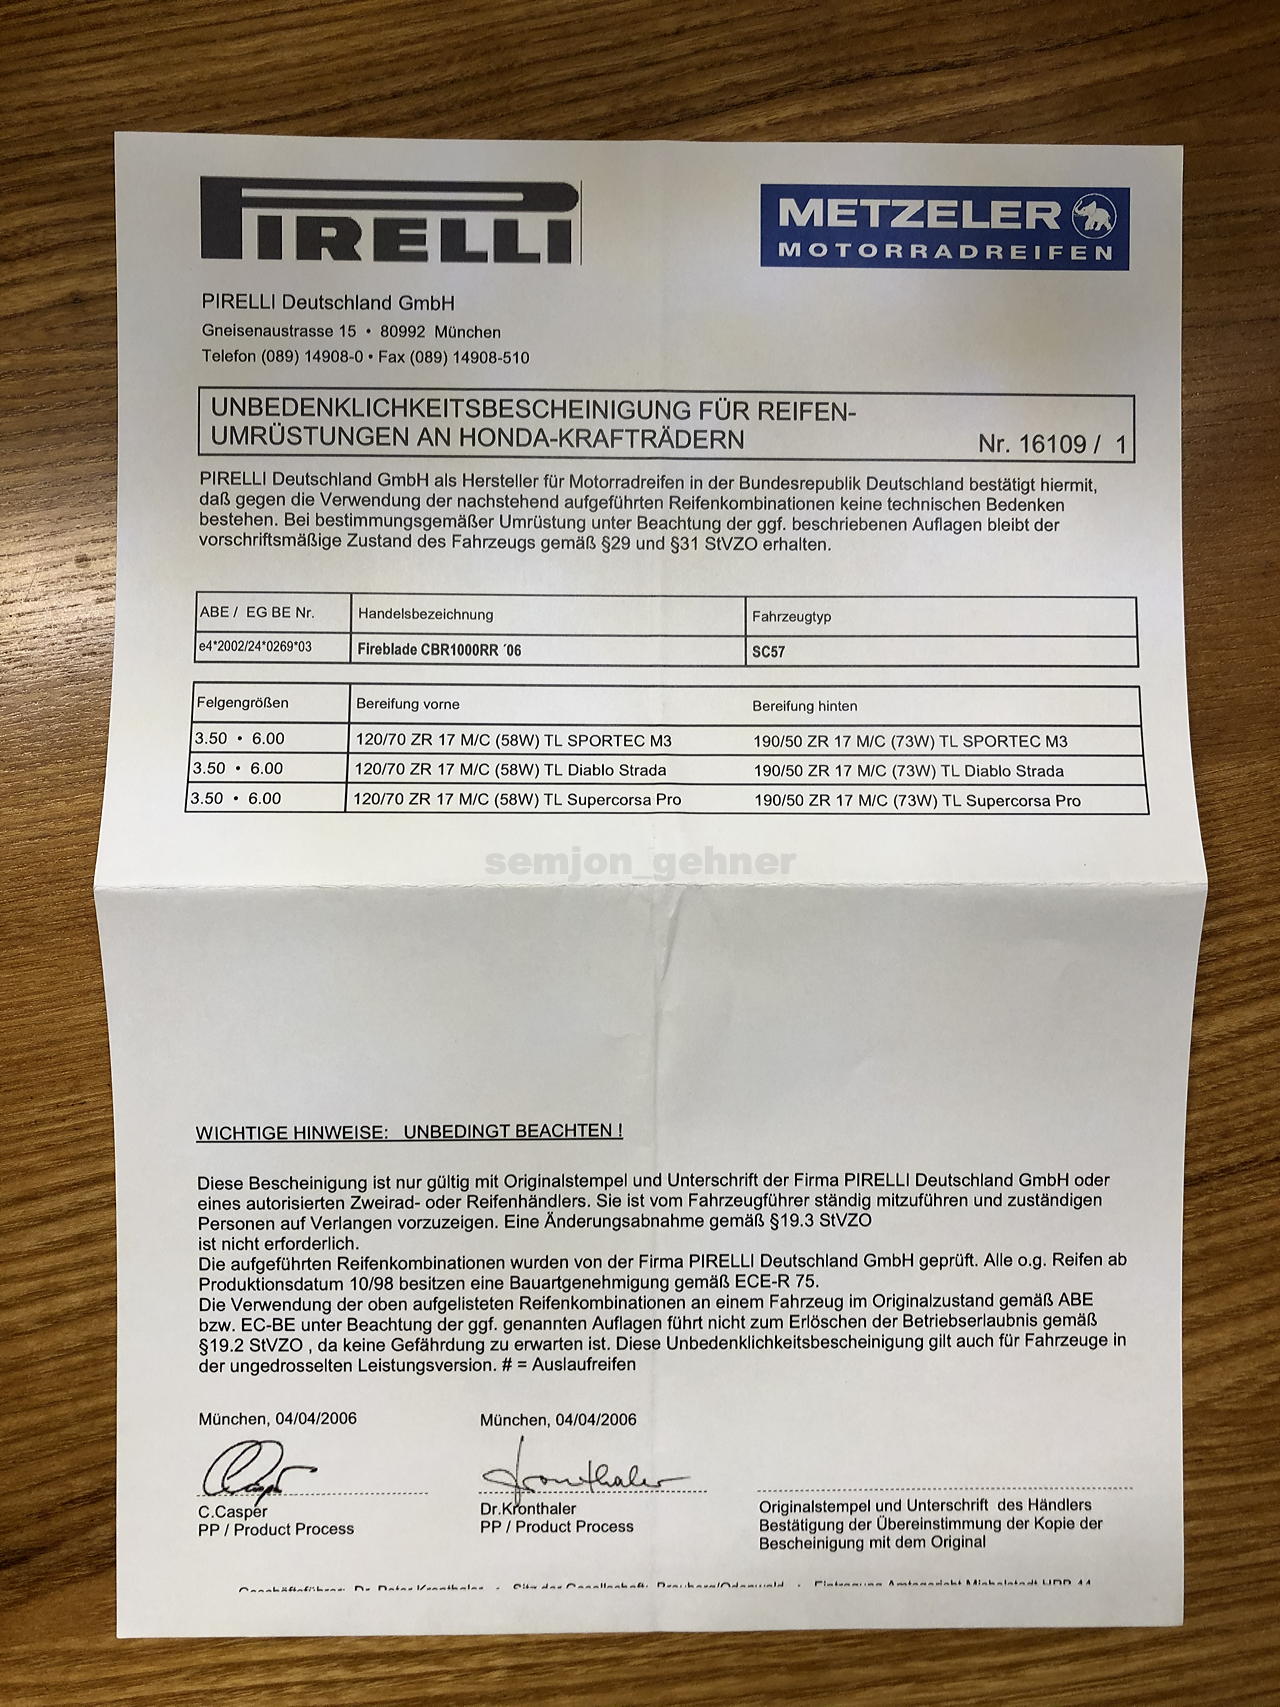 PIRELLI
METZELER
MOTORRADREIFEN
PIRELLI Deutschland GmbH
Gneisenaustrasse 15 • 80992 München
Telefon (089) 14908-0 • Fax (089) 14908-510
UNBEDENKLICHKEITSBESCHEINIGUNG FÜR REIFEN-
UMRÜSTUNGEN AN HONDA-KRAFTRÄDERN Nr. 16109 / 1
PIRELLI Deutschland GmbH als Hersteller für Motorradreifen in der Bundesrepublik Deutschland bestätigt hiermit,
daß gegen die Verwendung der nachstehend aufgeführten Reifenkombinationen keine technischen Bedenken
bestehen. Bei bestimmungsgemäßer Umrüstung unter Beachtung der ggf. beschriebenen Auflagen bleibt der
vorschriftsmäßige Zustand des Fahrzeugs gemäß §29 und §31 StVZO erhalten.
ABE / EG BE Nr. Handelsbezeichnung Fahrzeugtyp
e4*2002/24*0269*03 Fireblade CBR1000RR ´06 SC57
Felgengrößen Bereifung vorne Bereifung hinten
3.50 • 6.00 120/70 ZR 17 M/C (58W) TL SPORTEC M3 190/50 ZR 17 M/C (73W) TL SPORTEC M3
3.50 • 6.00 120/70 ZR 17 M/C (58W) TL Diablo Strada 190/50 ZR 17 M/C (73W) TL Diablo Strada
3.50 • 6.00 120/70 ZR 17 M/C (58W) TL Supercorsa Pro 190/50 ZR 17 M/C (73W) TL Supercorsa Pro
semjon_gehner
WICHTIGE HINWEISE: UNBEDINGT BEACHTEN !
Diese Bescheinigung ist nur gültig mit Originalstempel und Unterschrift der Firma PIRELLI Deutschland GmbH oder
eines autorisierten Zweirad- oder Reifenhändlers. Sie ist vom Fahrzeugführer ständig mitzuführen und zuständigen
Personen auf Verlangen vorzuzeigen. Eine Änderungsabnahme gemäß §19.3 StVZO
ist nicht erforderlich.
Die aufgeführten Reifenkombinationen wurden von der Firma PIRELLI Deutschland GmbH geprüft. Alle o.g. Reifen ab
Produktionsdatum 10/98 besitzen eine Bauartgenehmigung gemäß ECE-R 75.
Die Verwendung der oben aufgelisteten Reifenkombinationen an einem Fahrzeug im Originalzustand gemäß ABE
bzw. EC-BE unter Beachtung der ggf. genannten Auflagen führt nicht zum Erlöschen der Betriebserlaubnis gemäß
§19.2 StVZO , da keine Gefährdung zu erwarten ist. Diese Unbedenklichkeitsbescheinigung gilt auch für Fahrzeuge in
der ungedrosselten Leistungsversion. # = Auslaufreifen
München, 04/04/2006 München, 04/04/2006
Casper Kronthaler
C.Casper Dr.Kronthaler Originalstempel und Unterschrift des Händlers
PP / Product Process PP / Product Process Bestätigung der Übereinstimmung der Kopie der
Bescheinigung mit dem Original
Geschäftsführer: Dr. Peter Kronthaler • Sitz der Gesellschaft: Breuberg/Odenwald • Eintragung Amtsgericht Michelstadt HRB